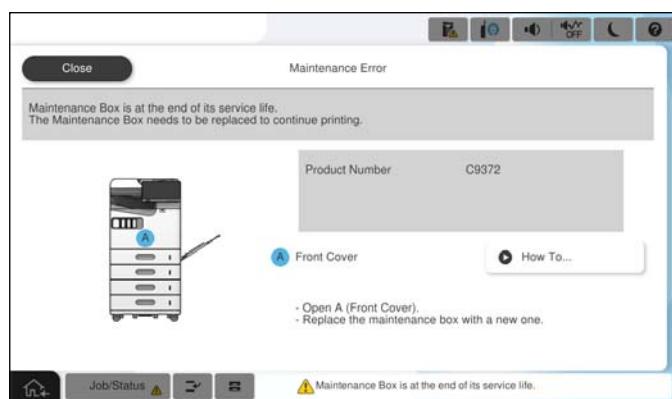 OFF
Close
Maintenance Error
Maintenance Box is at the end of its service life.
The Maintenance Box needs to be replaced to continue printing.
Product Number C9372
A
A Front Cover
How To...
- Open A (Front Cover).
- Replace the maintenance box with a new one.
Job/Status
Maintenance Box is at the end of its service life.